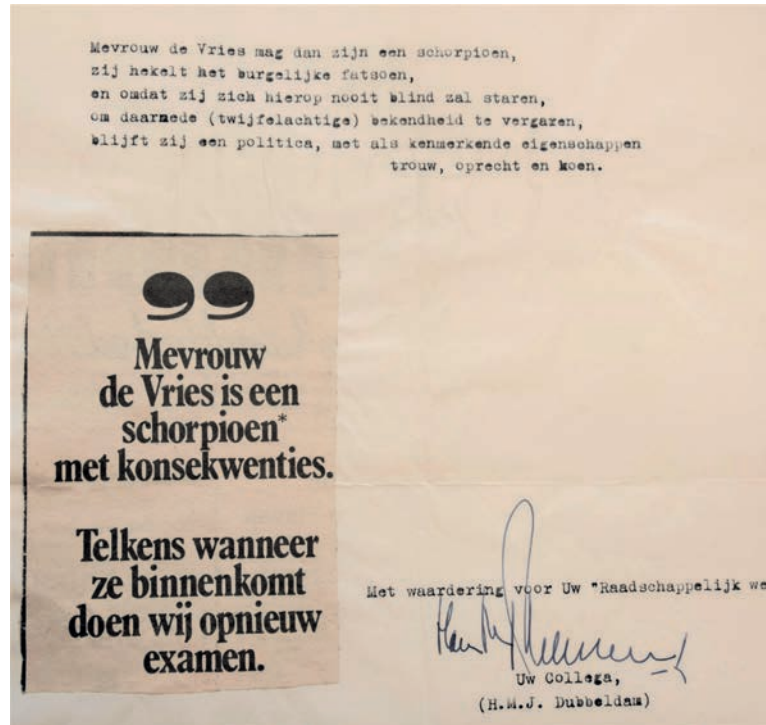 Mevrouw de Vries mag dan zijn een schorpioen,
zij hekelt het burgelijke fatsoen,
en omdat zij zich hierop nooit blind zal staren,
om daarmede (twijfelachtige) bekendheid te vergaren,
blijft zij een politica, met als kenmerkende eigenschappen
trouw, oprecht en koen.
”
Mevrouw
de Vries is een
schorpioen*
met konsekwenties.
Telkens wanneer
ze binnenkomt
doen wij opnieuw
examen.
Met waardering voor Uw "Raadschappelijk we
Uw Collega,
(H.M.J. Dubbeldam)